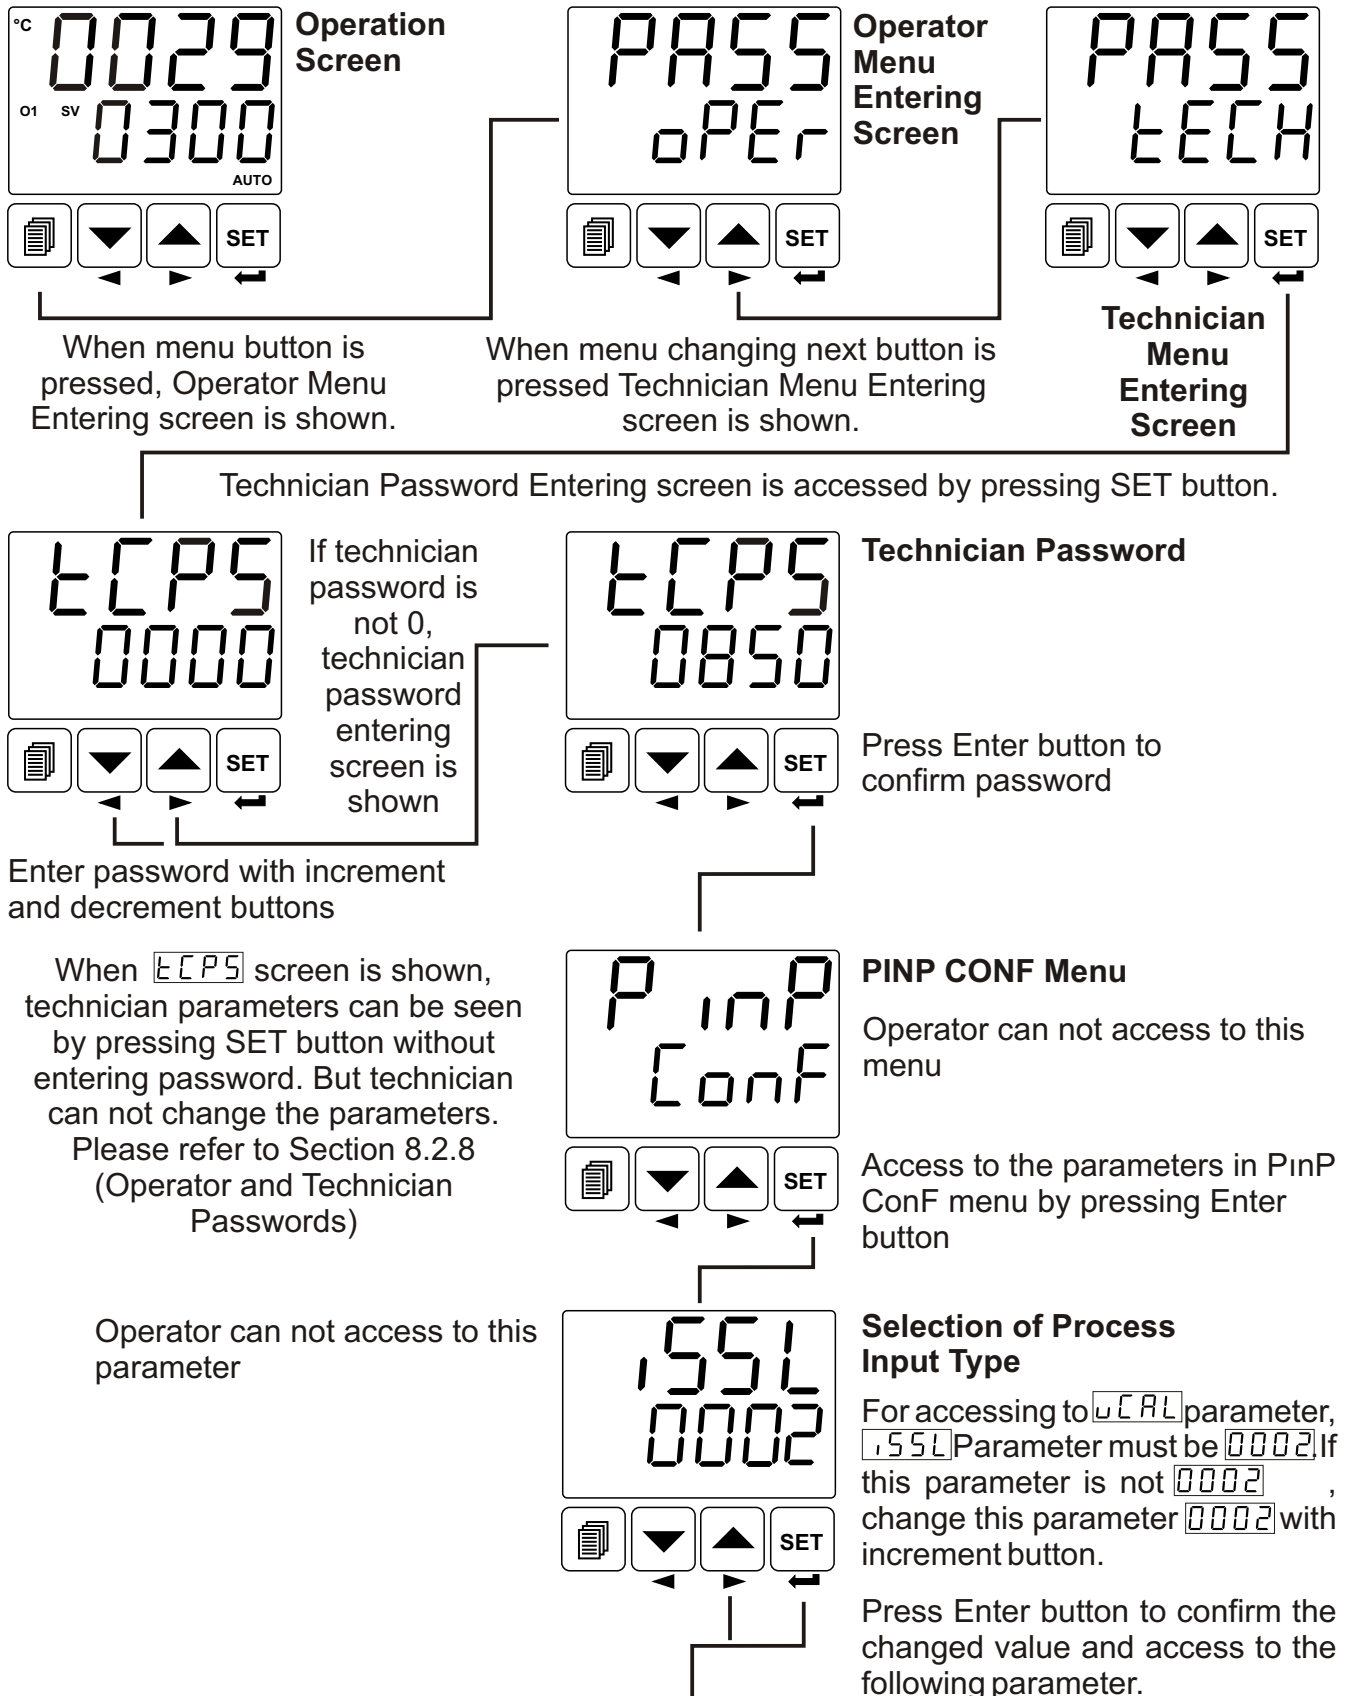 °C
0029
O1 SV 0300
AUTO
SET
Operation
Screen
PASS
oPEr
SET
Operator
Menu
Entering
Screen
PASS
tECH
SET
When menu button is
pressed, Operator Menu
Entering screen is shown.
When menu changing next button is
pressed Technician Menu Entering
screen is shown.
Technician
Menu
Entering
Screen
Technician Password Entering screen is accessed by pressing SET button.
tCPS
0000
SET
If technician
password is
not 0,
technician
password
entering
screen is
shown
tCPS
0850
SET
Technician Password
Press Enter button to
confirm password
Enter password with increment
and decrement buttons
When tCPS screen is shown,
technician parameters can be seen
by pressing SET button without
entering password. But technician
can not change the parameters.
Please refer to Section 8.2.8
(Operator and Technician
Passwords)
PınP
ConF
SET
PINP CONF Menu
Operator can not access to this
menu
Access to the parameters in PınP
ConF menu by pressing Enter
button
Operator can not access to this
parameter
ıSSL
0002
SET
Selection of Process
Input Type
For accessing to uCAL parameter,
ıSSL Parameter must be 0002.If
this parameter is not 0002 ,
change this parameter 0002 with
increment button.
Press Enter button to confirm the
changed value and access to the
following parameter.